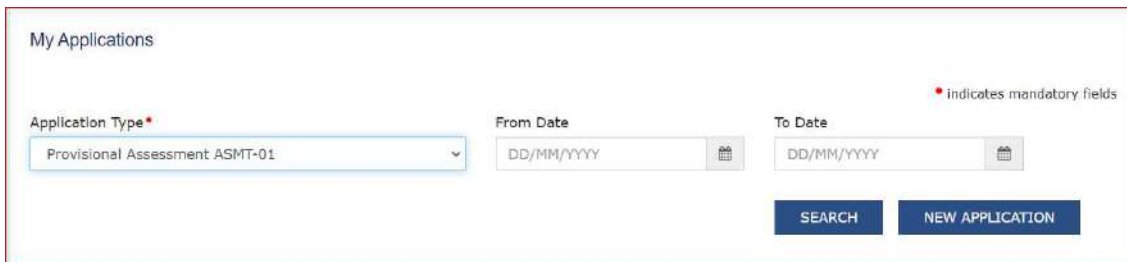 My Applications
• indicates mandatory fields
Application Type• From Date To Date
Provisional Assessment ASMT-01 DD/MM/YYYY DD/MM/YYYY
SEARCH NEW APPLICATION